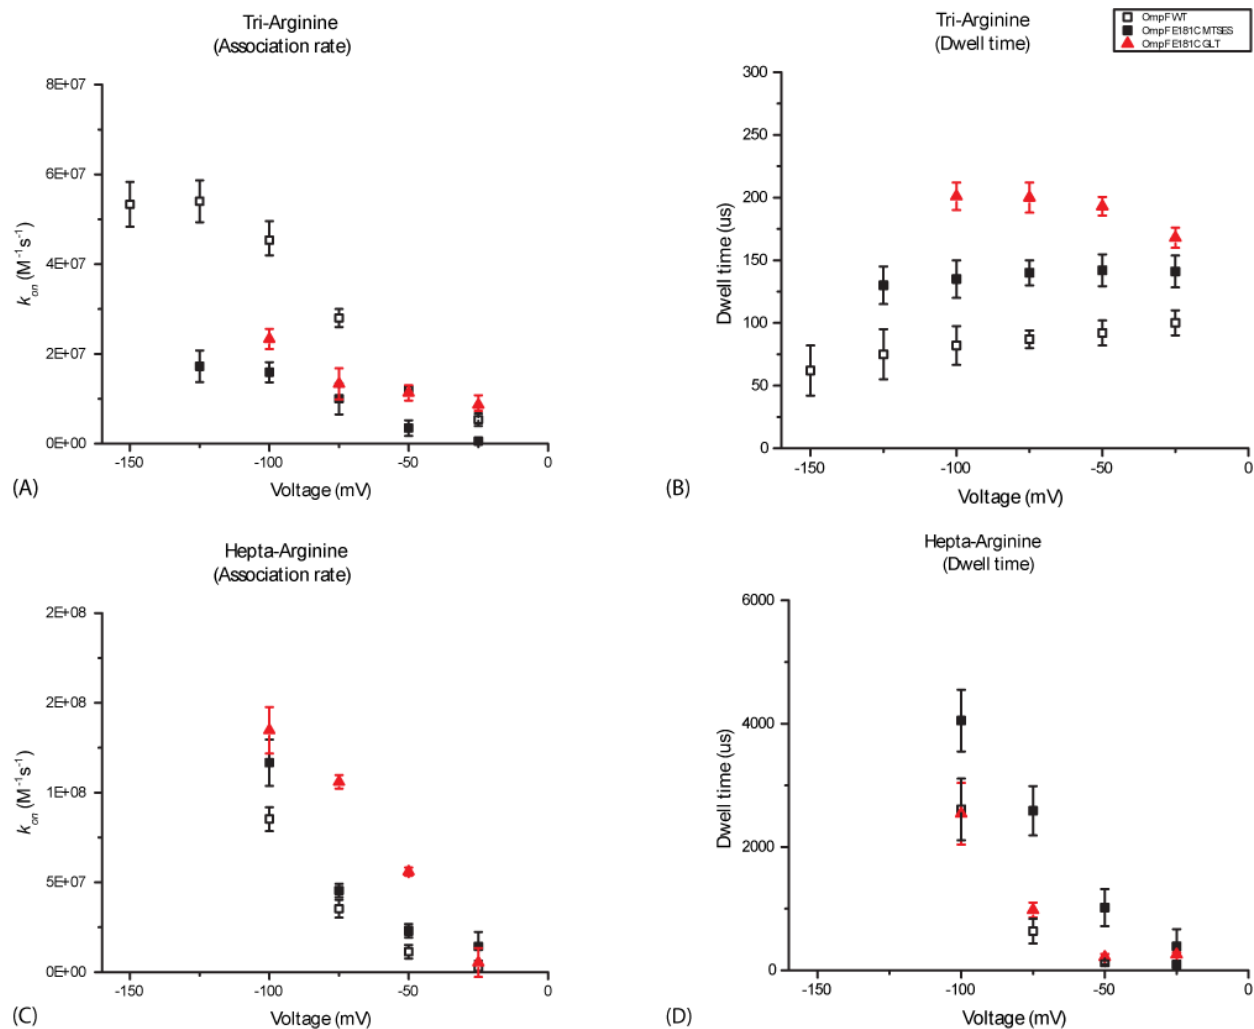 Tri-Arginine
(Association rate)
8E+07
6E+07
4E+07
2E+07
0E+00
k on (M⁻¹s⁻¹)
-150
-100
-50
0
Voltage (mV)
(A)
Tri-Arginine
(Dwell time)
OmpF WT
OmpF E181C MTSES
OmpF E181C GLT
300
250
200
150
100
50
0
Dwell time (us)
-150
-100
-50
0
Voltage (mV)
(B)
Hepta-Arginine
(Association rate)
2E+08
2E+08
1E+08
5E+07
0E+00
k on (M⁻¹s⁻¹)
-150
-100
-50
0
Voltage (mV)
(C)
Hepta-Arginine
(Dwell time)
6000
4000
2000
0
Dwell time (us)
-150
-100
-50
0
Voltage (mV)
(D)